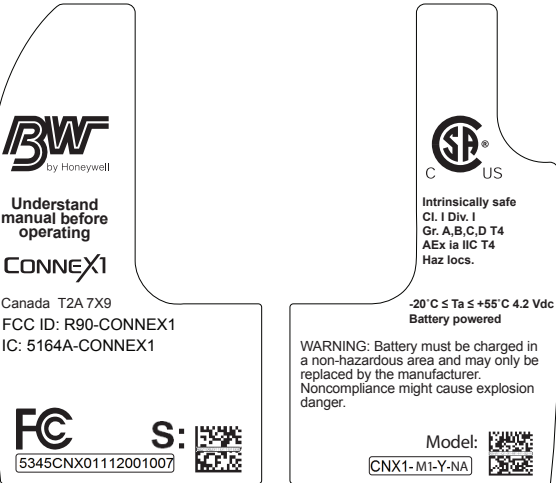 BW
by Honeywell
Understand
manual before
operating
CONNEX1
Canada T2A 7X9
FCC ID: R90-CONNEX1
IC: 5164A-CONNEX1
FC
S:
5345CNX01112001007
SA®
C US
Intrinsically safe
Cl. I Div. I
Gr. A,B,C,D T4
AEx ia IIC T4
Haz locs.
-20˚C ≤ Ta ≤ +55˚C 4.2 Vdc
Battery powered
WARNING: Battery must be charged in
a non-hazardous area and may only be
replaced by the manufacturer.
Noncompliance might cause explosion
danger.
Model:
CNX1-M1-Y-NA